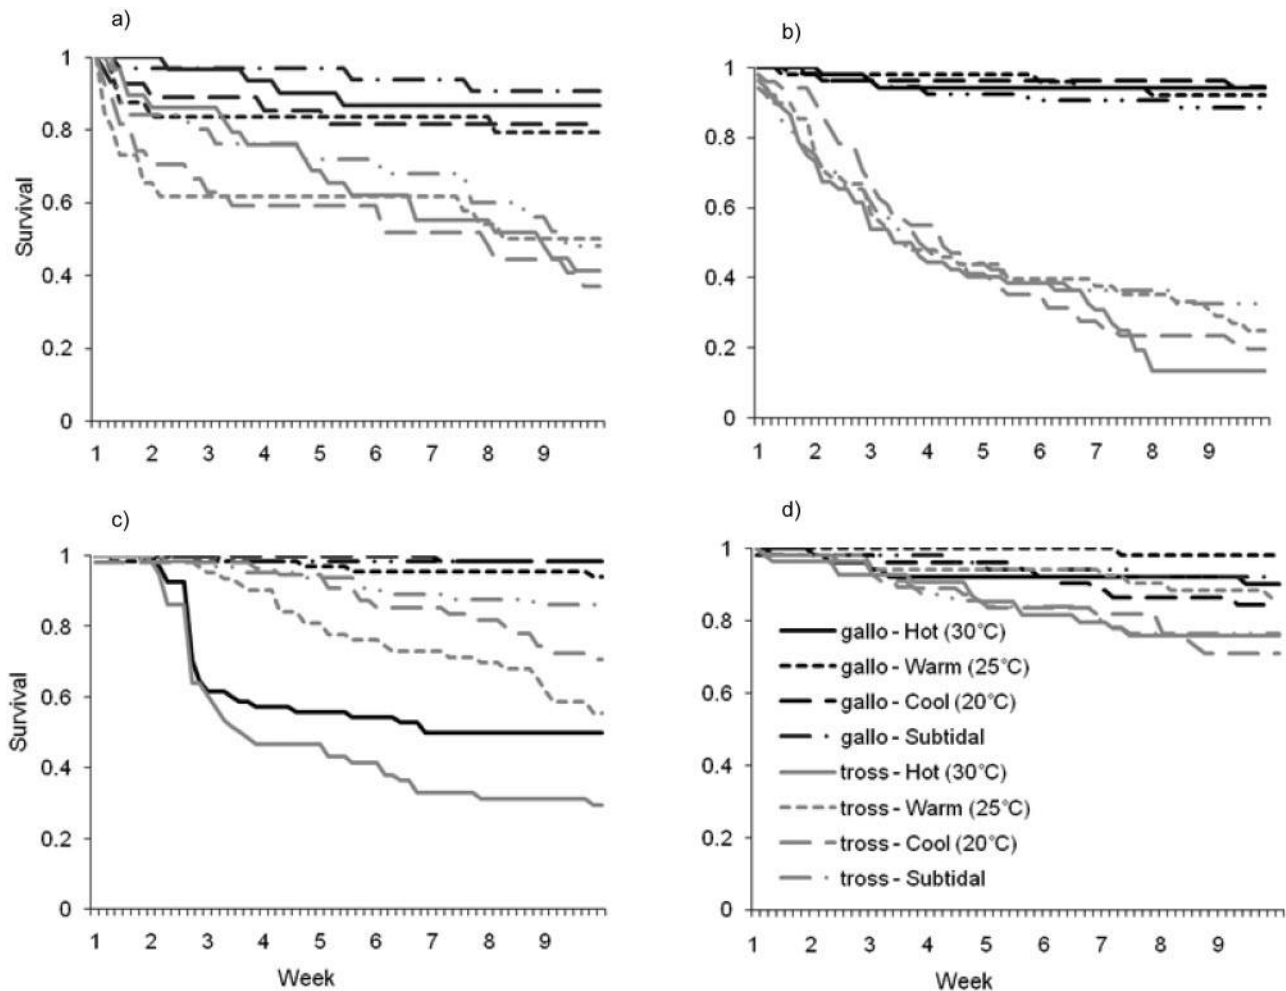 a)
1
0.8
0.6
0.4
0.2
0
Survival
1 2 3 4 5 6 7 8 9
b)
1
0.8
0.6
0.4
0.2
0
1 2 3 4 5 6 7 8 9
c)
1
0.8
0.6
0.4
0.2
0
Survival
1 2 3 4 5 6 7 8 9
Week
d)
1
0.8
0.6
0.4
0.2
0
gallo - Hot (30°C)
gallo - Warm (25°C)
gallo - Cool (20°C)
gallo - Subtidal
tross - Hot (30°C)
tross - Warm (25°C)
tross - Cool (20°C)
tross - Subtidal
1 2 3 4 5 6 7 8 9
Week